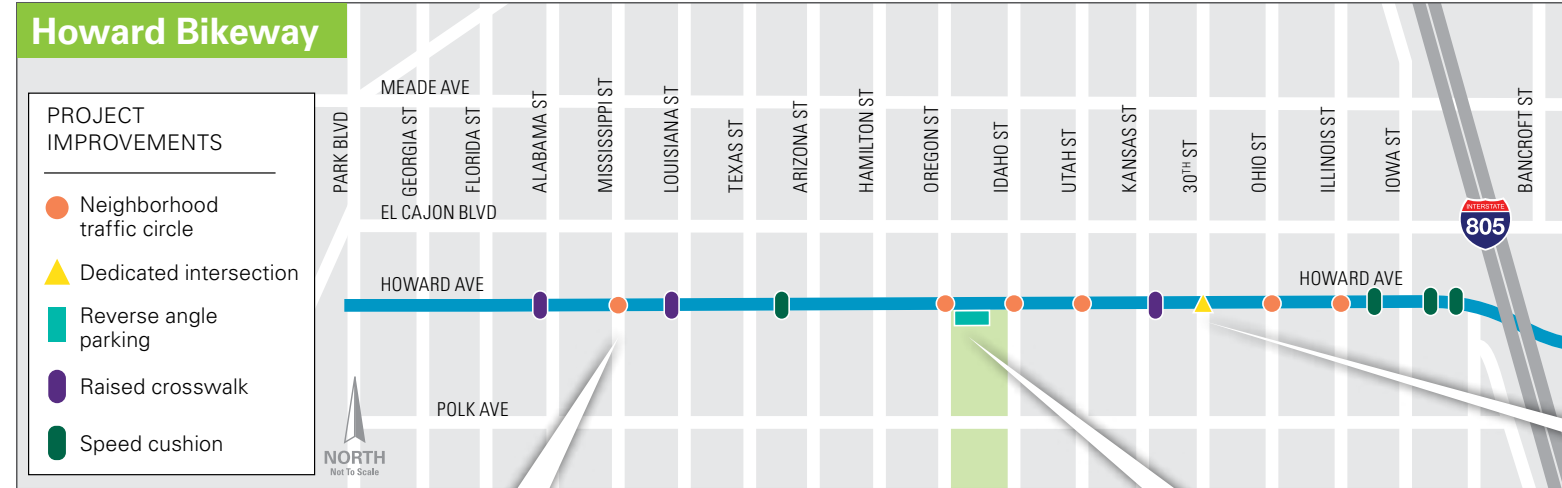 Howard Bikeway
PROJECT
IMPROVEMENTS
Neighborhood
traffic circle
Dedicated intersection
Reverse angle
parking
Raised crosswalk
Speed cushion
NORTH
Not To Scale
MEADE AVE
PARK BLVD
GEORGIA ST
FLORIDA ST
ALABAMA ST
MISSISSIPPI ST
LOUISIANA ST
TEXAS ST
ARIZONA ST
HAMILTON ST
OREGON ST
IDAHO ST
UTAH ST
KANSAS ST
30TH ST
OHIO ST
ILLINOIS ST
IOWA ST
BANCROFT ST
EL CAJON BLVD
INTERSTATE
805
HOWARD AVE
HOWARD AVE
POLK AVE